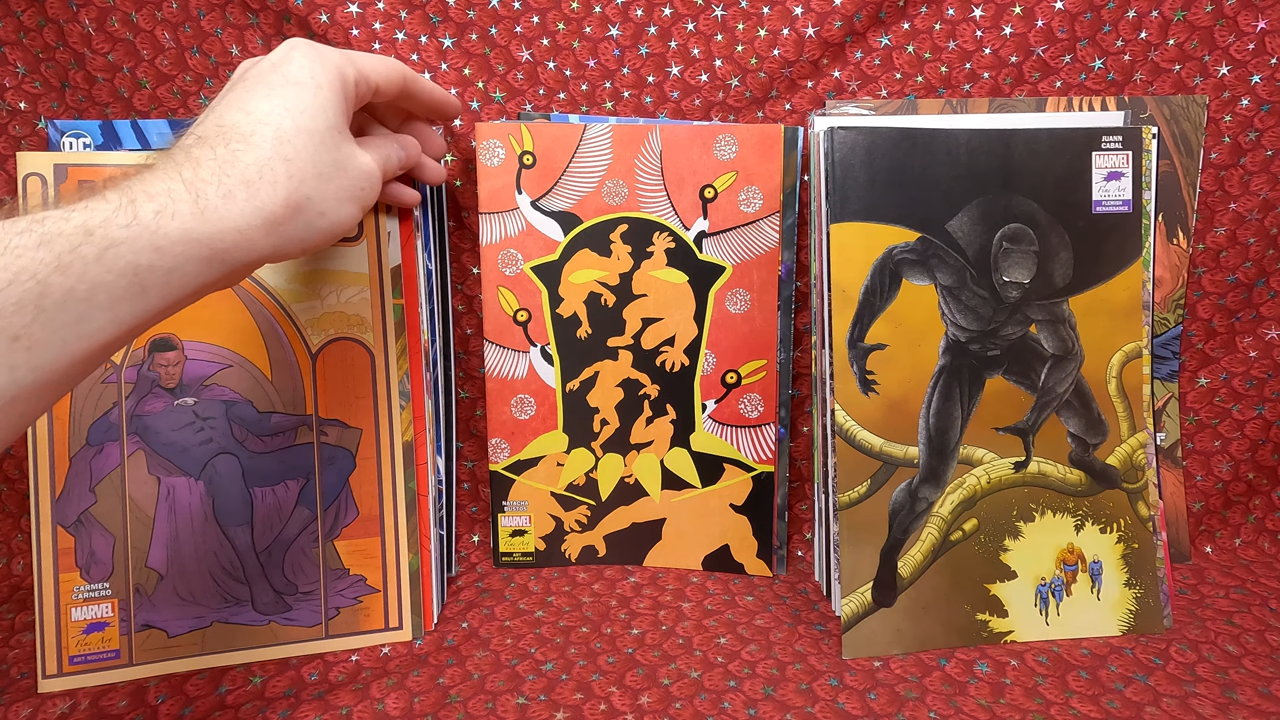 DC
CARMEN
CARNERO
MARVEL
Fine Art
VARIANT
ART NOUVEAU
NATACHA
BUSTOS
MARVEL
Fine Art
VARIANT
ART
BRUT-AFRICAN
JUANN
CABAL
MARVEL
Fine Art
VARIANT
FLEMISH
RENAISSANCE